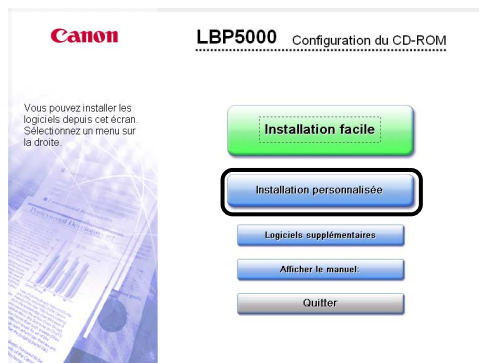 Canon
LBP5000 Configuration du CD-ROM
Vous pouvez installer les
logiciels depuis cet écran.
Sélectionnez un menu sur
la droite.
Installation facile
Installation personnalisée
Logiciels supplémentaires
Afficher le manuel:
Quitter